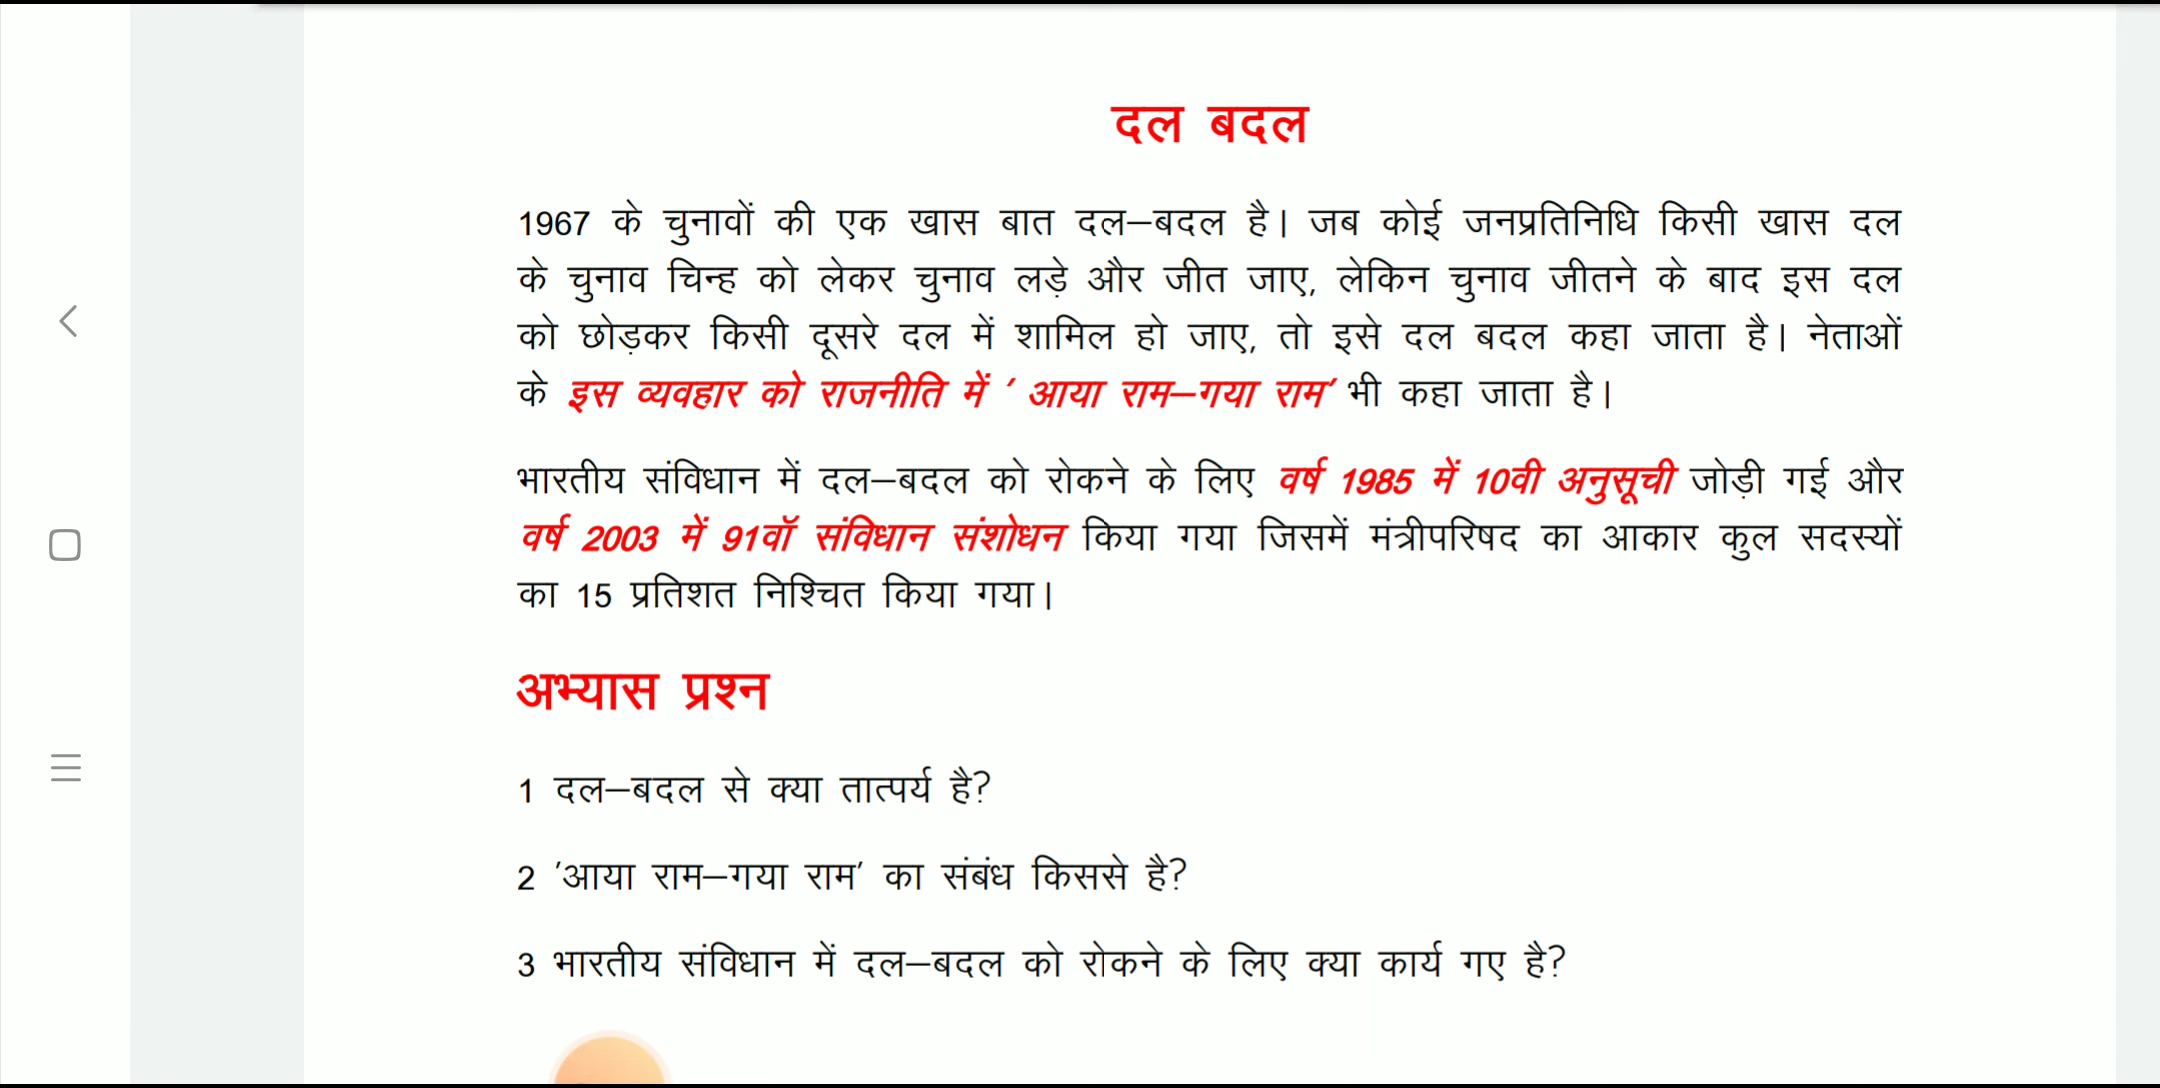 दल बदल
1967 के चुनावों की एक खास बात दल–बदल है। जब कोई जनप्रतिनिधि किसी खास दल
के चुनाव चिन्ह को लेकर चुनाव लड़े और जीत जाए, लेकिन चुनाव जीतने के बाद इस दल
को छोड़कर किसी दूसरे दल में शामिल हो जाए, तो इसे दल बदल कहा जाता है। नेताओं
के इस व्यवहार को राजनीति में ‘ आया राम–गया राम’ भी कहा जाता है।
भारतीय संविधान में दल–बदल को रोकने के लिए वर्ष 1985 में 10वी अनुसूची जोड़ी गई और
वर्ष 2003 में 91वॉ संविधान संशोधन किया गया जिसमें मंत्रीपरिषद का आकार कुल सदस्यों
का 15 प्रतिशत निश्चित किया गया।
अभ्यास प्रश्न
1 दल–बदल से क्या तात्पर्य है?
2 ‘आया राम–गया राम’ का संबंध किससे है?
3 भारतीय संविधान में दल–बदल को रोकने के लिए क्या कार्य गए है?